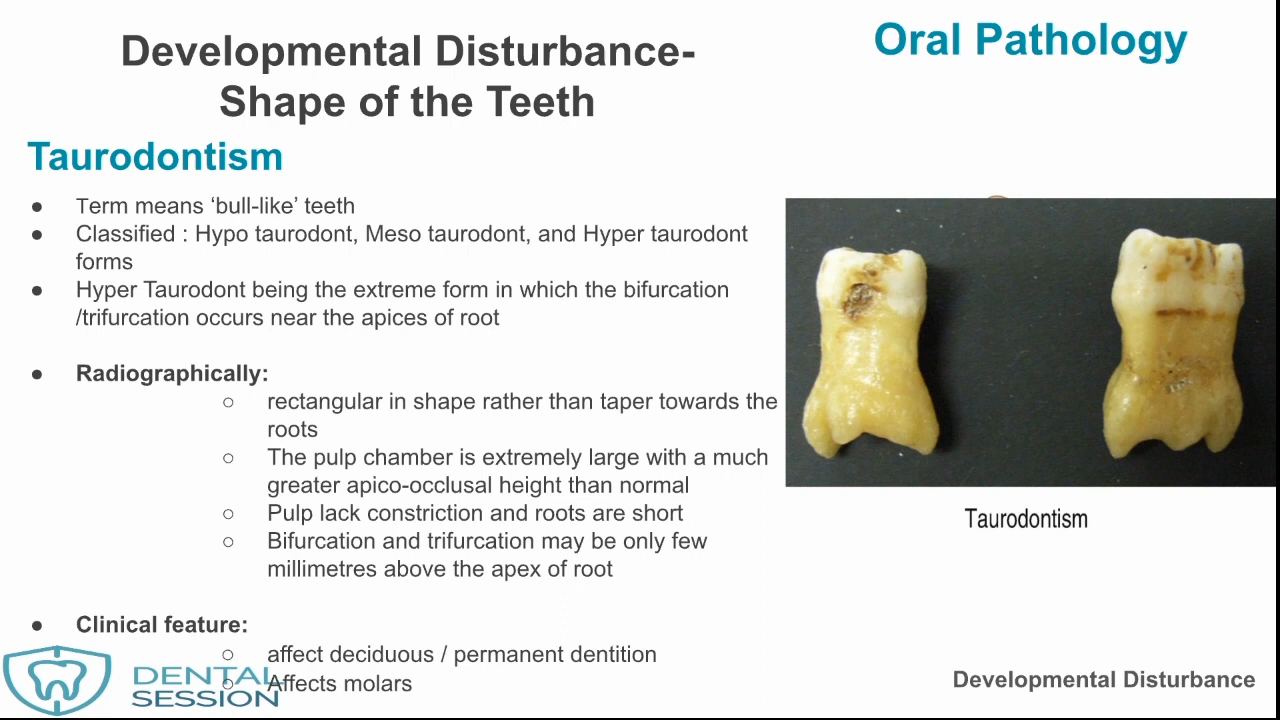 Developmental Disturbance-
Shape of the Teeth
Oral Pathology
Taurodontism
● Term means ‘bull-like’ teeth
● Classified : Hypo taurodont, Meso taurodont, and Hyper taurodont
forms
● Hyper Taurodont being the extreme form in which the bifurcation
/trifurcation occurs near the apices of root
● Radiographically:
○ rectangular in shape rather than taper towards the
roots
○ The pulp chamber is extremely large with a much
greater apico-occlusal height than normal
○ Pulp lack constriction and roots are short
○ Bifurcation and trifurcation may be only few
millimetres above the apex of root
● Clinical feature:
○ affect deciduous / permanent dentition
○ Affects molars
Taurodontism
DENTAL
SESSION
Developmental Disturbance